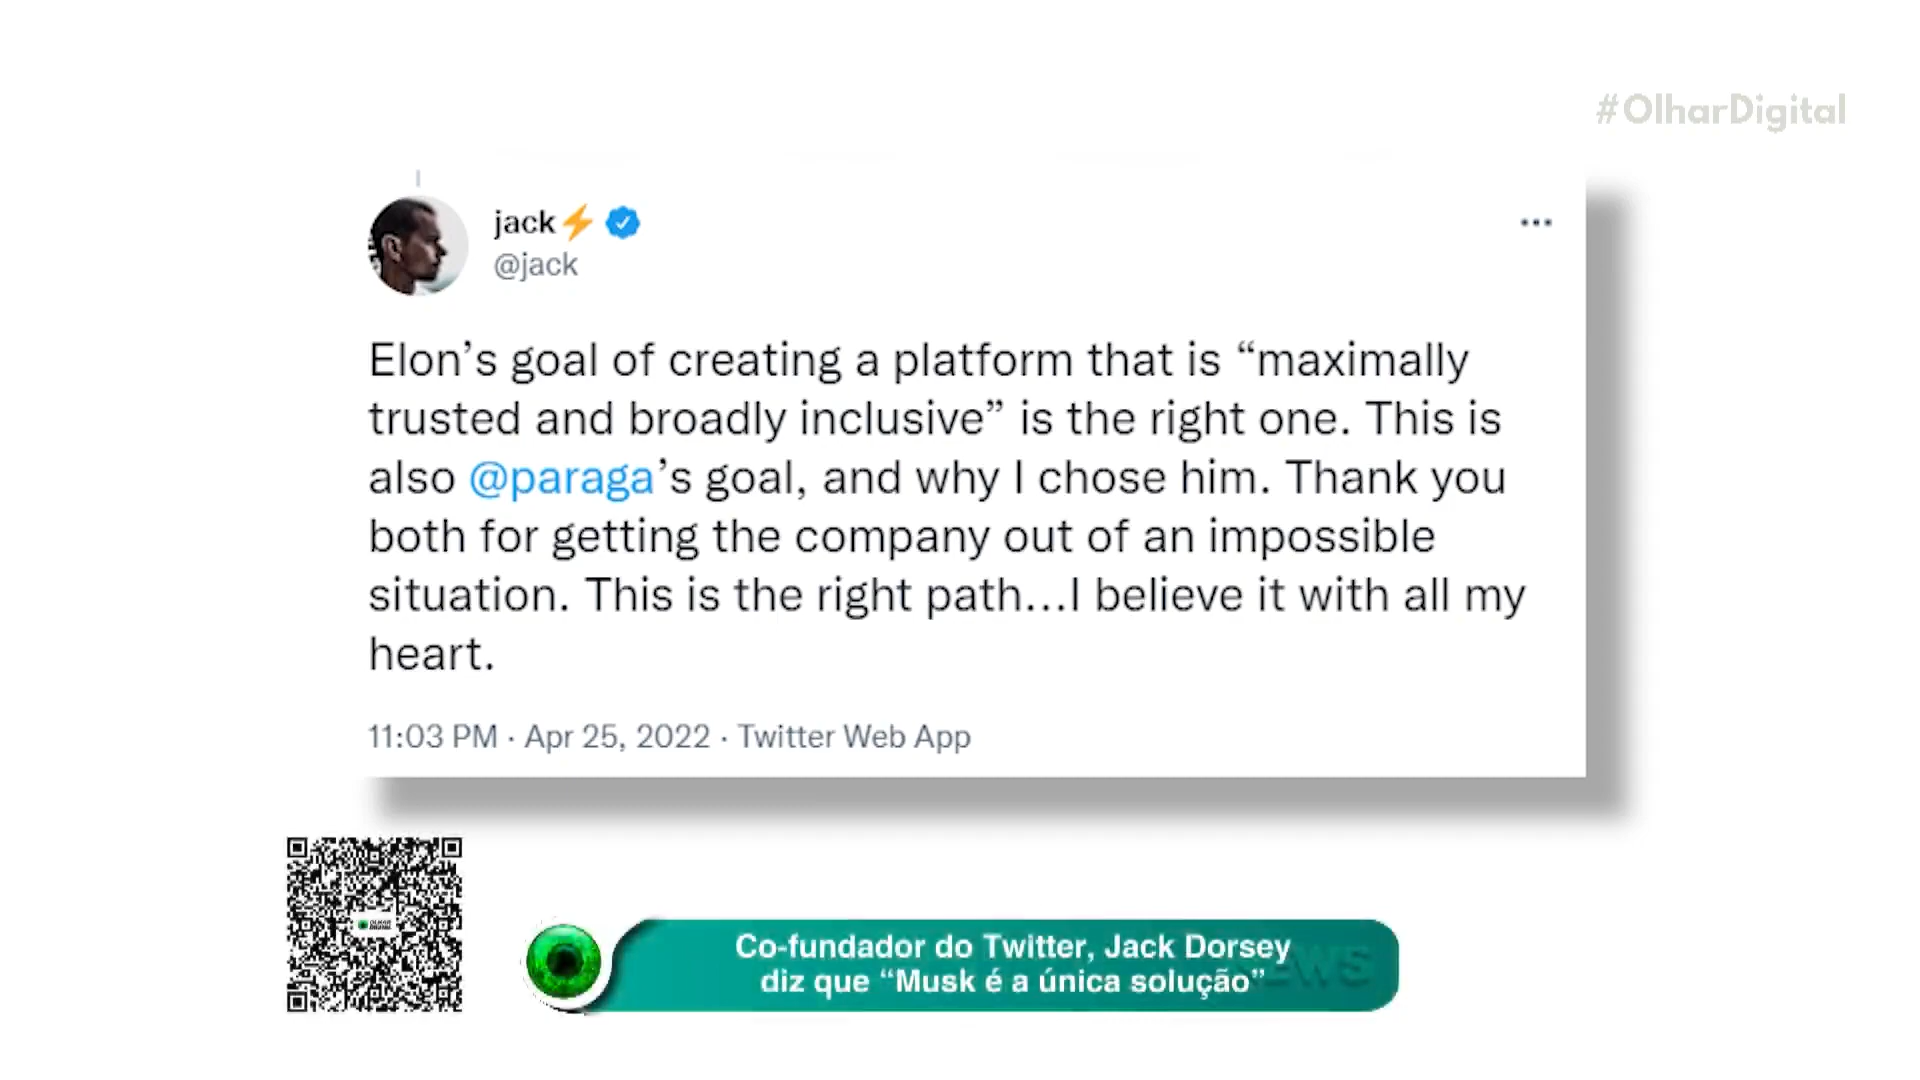 #OlharDigital
jack⚡
@jack
Elon’s goal of creating a platform that is “maximally
trusted and broadly inclusive” is the right one. This is
also @paraga’s goal, and why I chose him. Thank you
both for getting the company out of an impossible
situation. This is the right path...I believe it with all my
heart.
11:03 PM · Apr 25, 2022 · Twitter Web App
OLHAR
DIGITAL
Co-fundador do Twitter, Jack Dorsey
diz que “Musk é a única solução”
NEWS